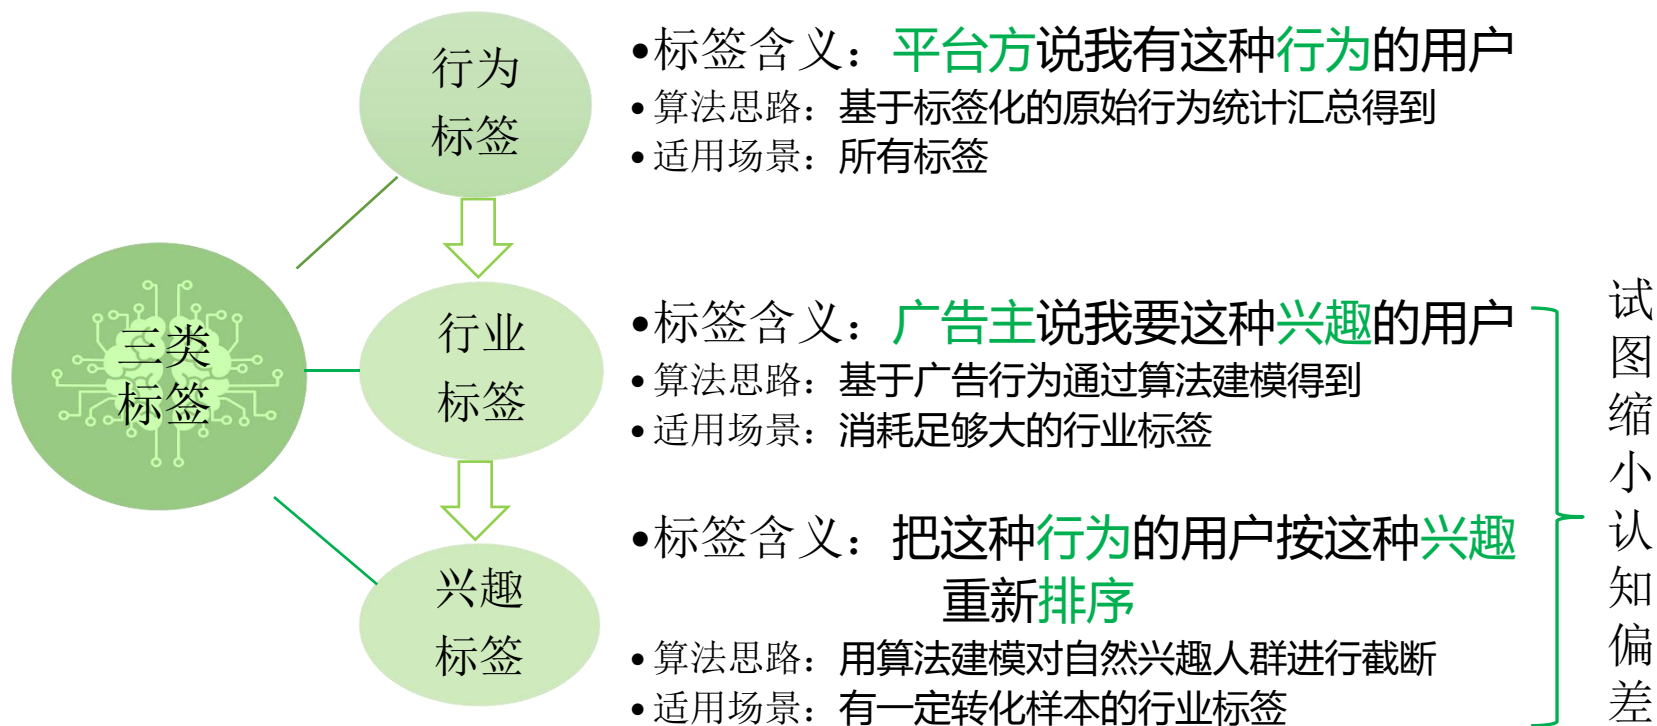 三类
标签
行为
标签
•标签含义：平台方说我有这种行为的用户
•算法思路：基于标签化的原始行为统计汇总得到
•适用场景：所有标签
行业
标签
•标签含义：广告主说我要这种兴趣的用户
•算法思路：基于广告行为通过算法建模得到
•适用场景：消耗足够大的行业标签
兴趣
标签
•标签含义：把这种行为的用户按这种兴趣
重新排序
•算法思路：用算法建模对自然兴趣人群进行截断
•适用场景：有一定转化样本的行业标签
试图缩小认知偏差